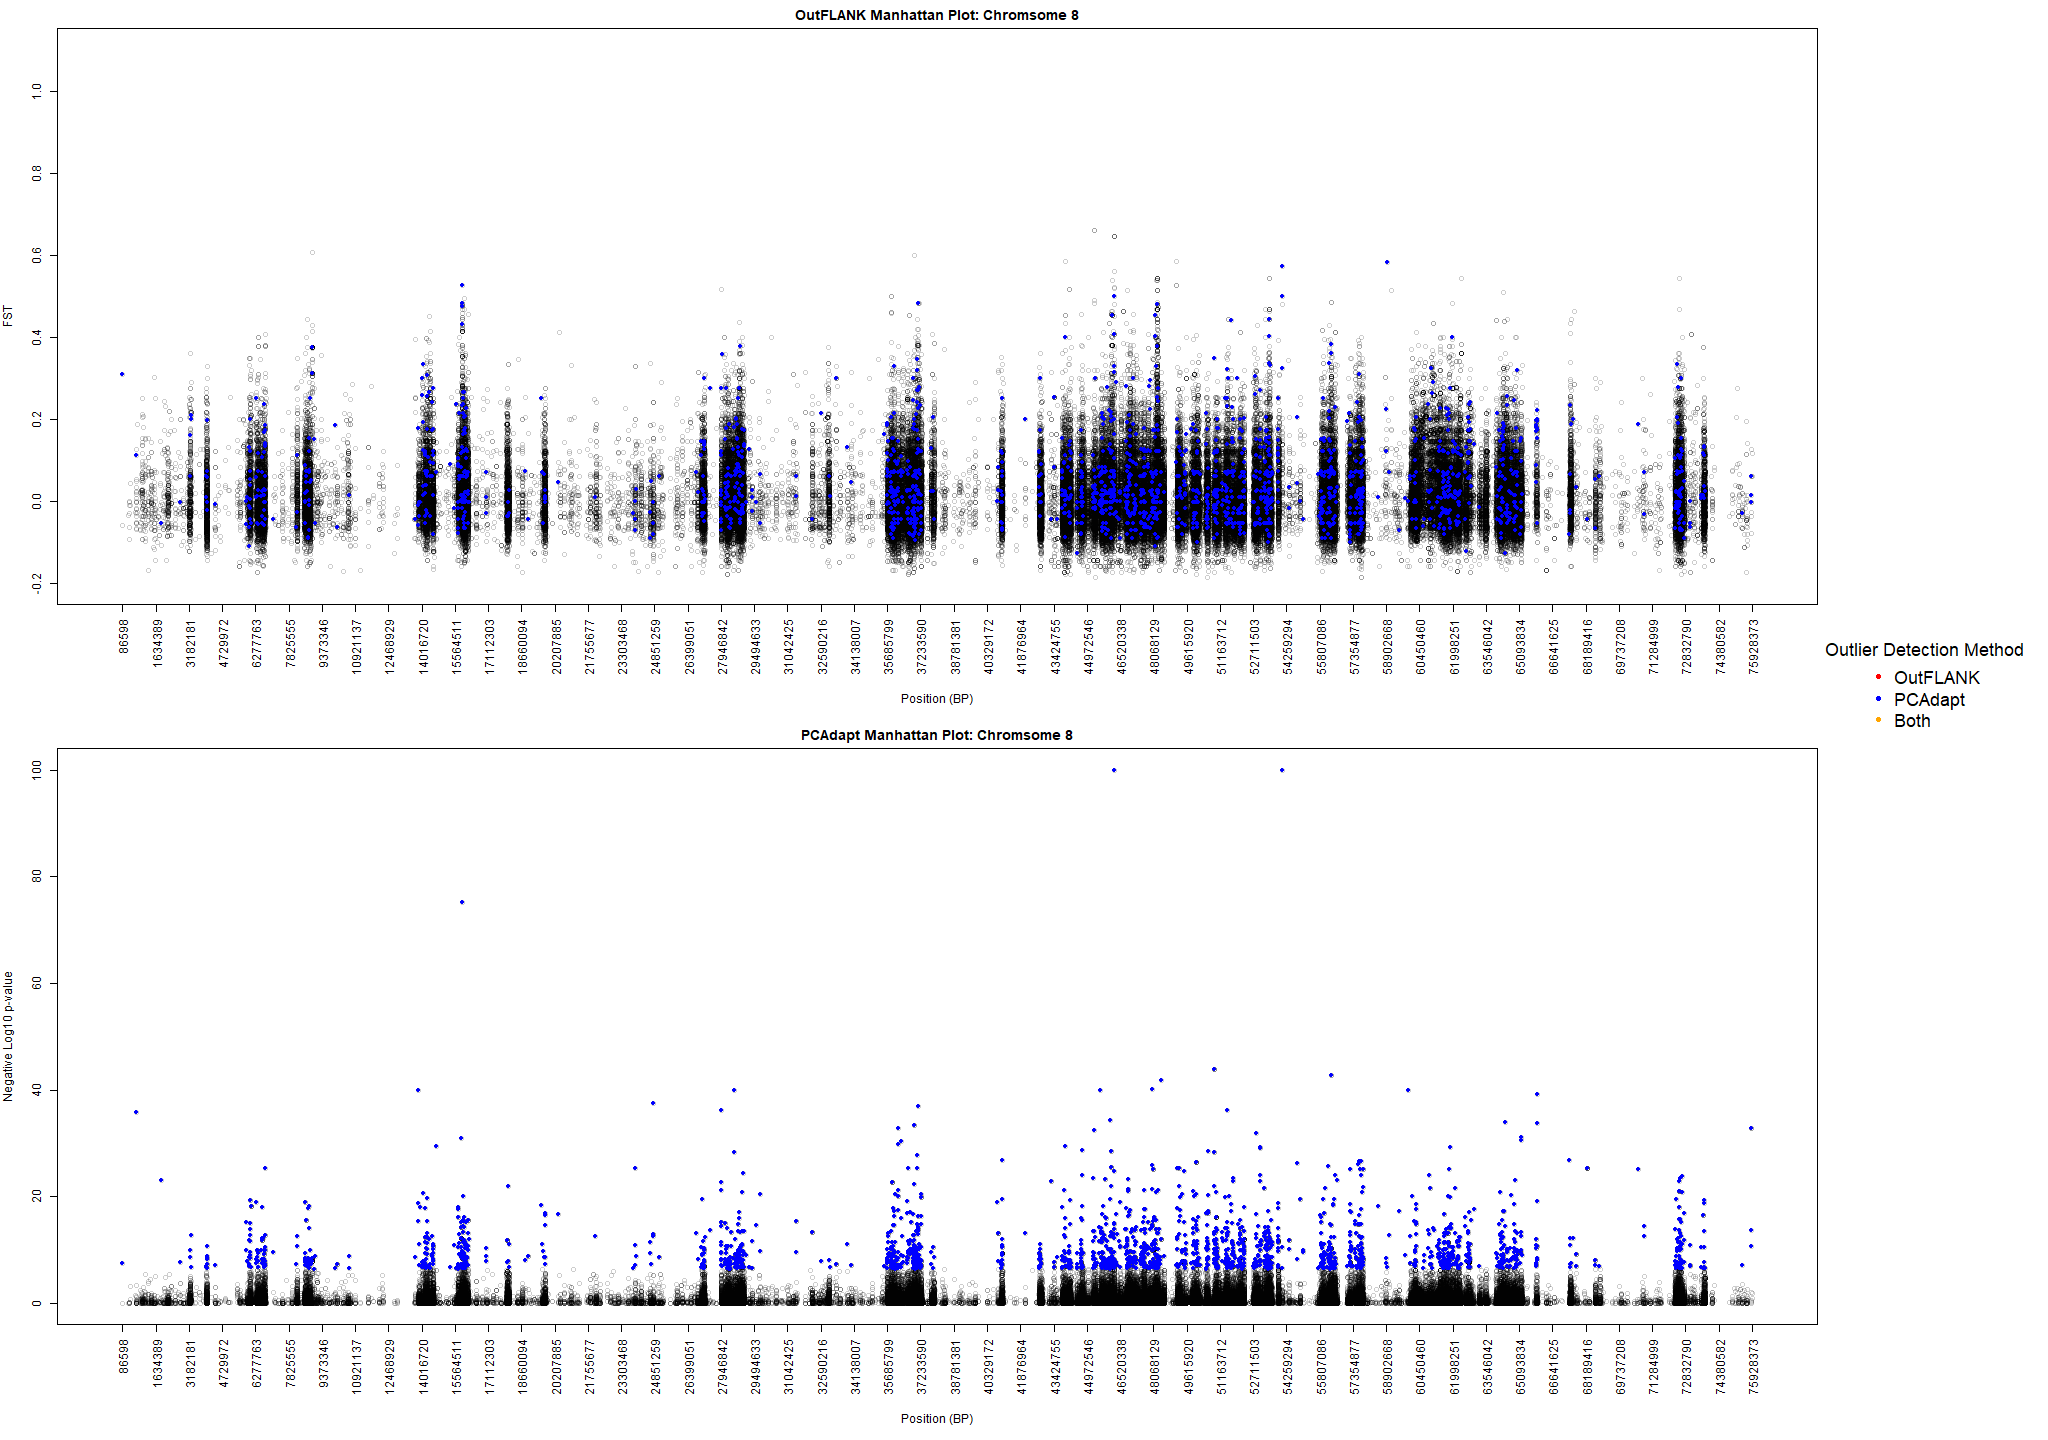 OutFLANK Manhattan Plot: Chromsome 8
FST
1.0
0.8
0.6
0.4
0.2
0.0
-0.2
86598 1634389 3182181 4729972 6277763 7825555 9373346 10921137 12468929 14016720 15564511 17112303 18660094 20207885 21755677 23303468 24851259 26399051 27946842 29494633 31042425 32590216 34138007 35685799 37233590 38781381 40329172 41876964 43424755 44972546 46520338 48068129 49615920 51163712 52711503 54259294 55807086 57354877 58902668 60450460 61998251 63546042 65093834 66641625 68189416 69737208 71284999 72832790 74380582 75928373
Position (BP)
Outlier Detection Method
OutFLANK
PCAdapt
Both
PCAdapt Manhattan Plot: Chromsome 8
Negative Log10 p-value
100
80
60
40
20
0
86598 1634389 3182181 4729972 6277763 7825555 9373346 10921137 12468929 14016720 15564511 17112303 18660094 20207885 21755677 23303468 24851259 26399051 27946842 29494633 31042425 32590216 34138007 35685799 37233590 38781381 40329172 41876964 43424755 44972546 46520338 48068129 49615920 51163712 52711503 54259294 55807086 57354877 58902668 60450460 61998251 63546042 65093834 66641625 68189416 69737208 71284999 72832790 74380582 75928373
Position (BP)